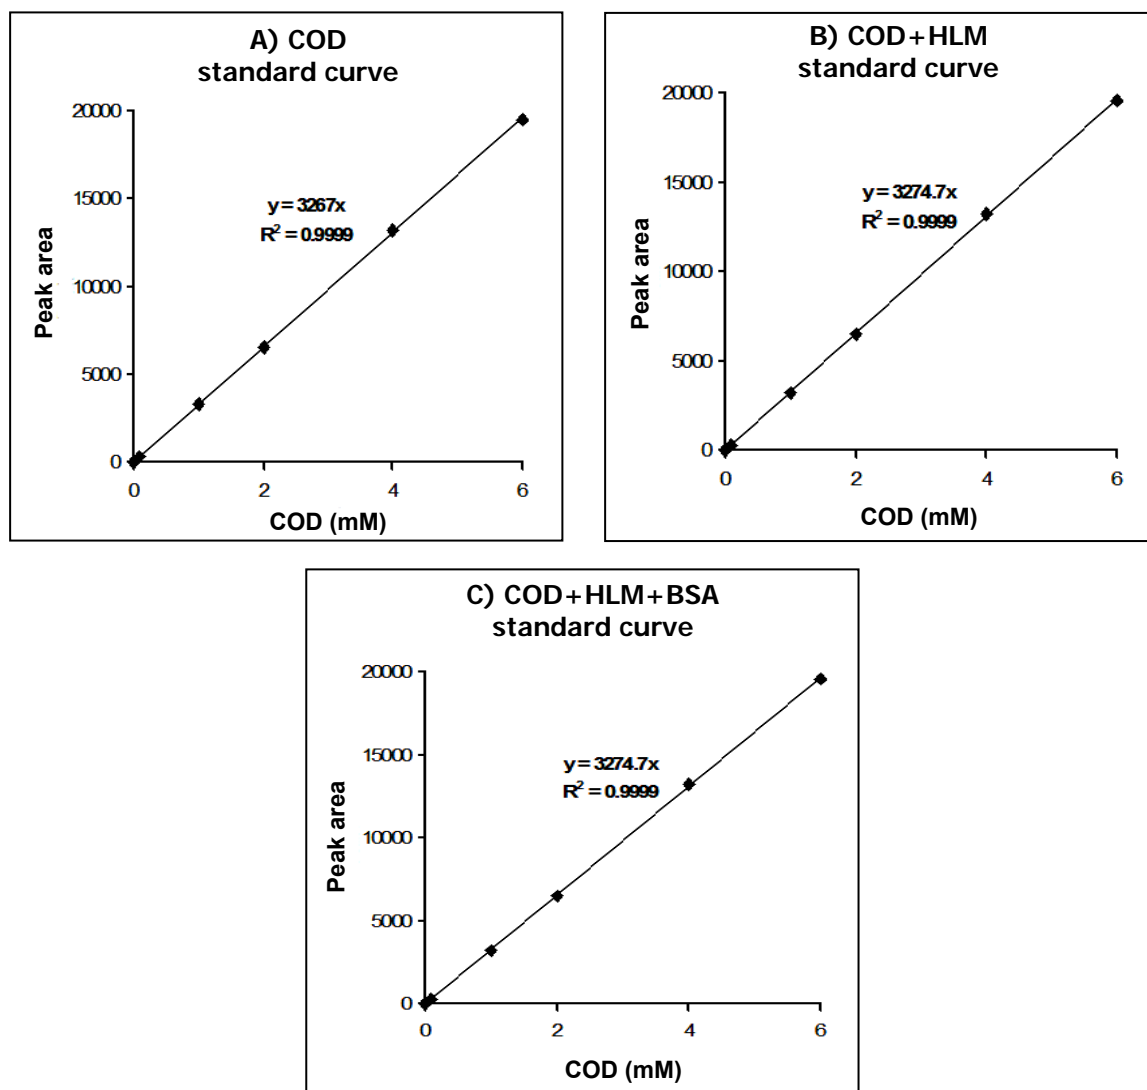 A) COD
standard curve
20000
15000
10000
5000
0
y = 3267x
R² = 0.9999
Peak area
0 2 4 6
COD (mM)
B) COD+HLM
standard curve
20000
15000
10000
5000
0
y = 3274.7x
R² = 0.9999
Peak area
0 2 4 6
COD (mM)
C) COD+HLM+BSA
standard curve
20000
15000
10000
5000
0
y = 3274.7x
R² = 0.9999
Peak area
0 2 4 6
COD (mM)